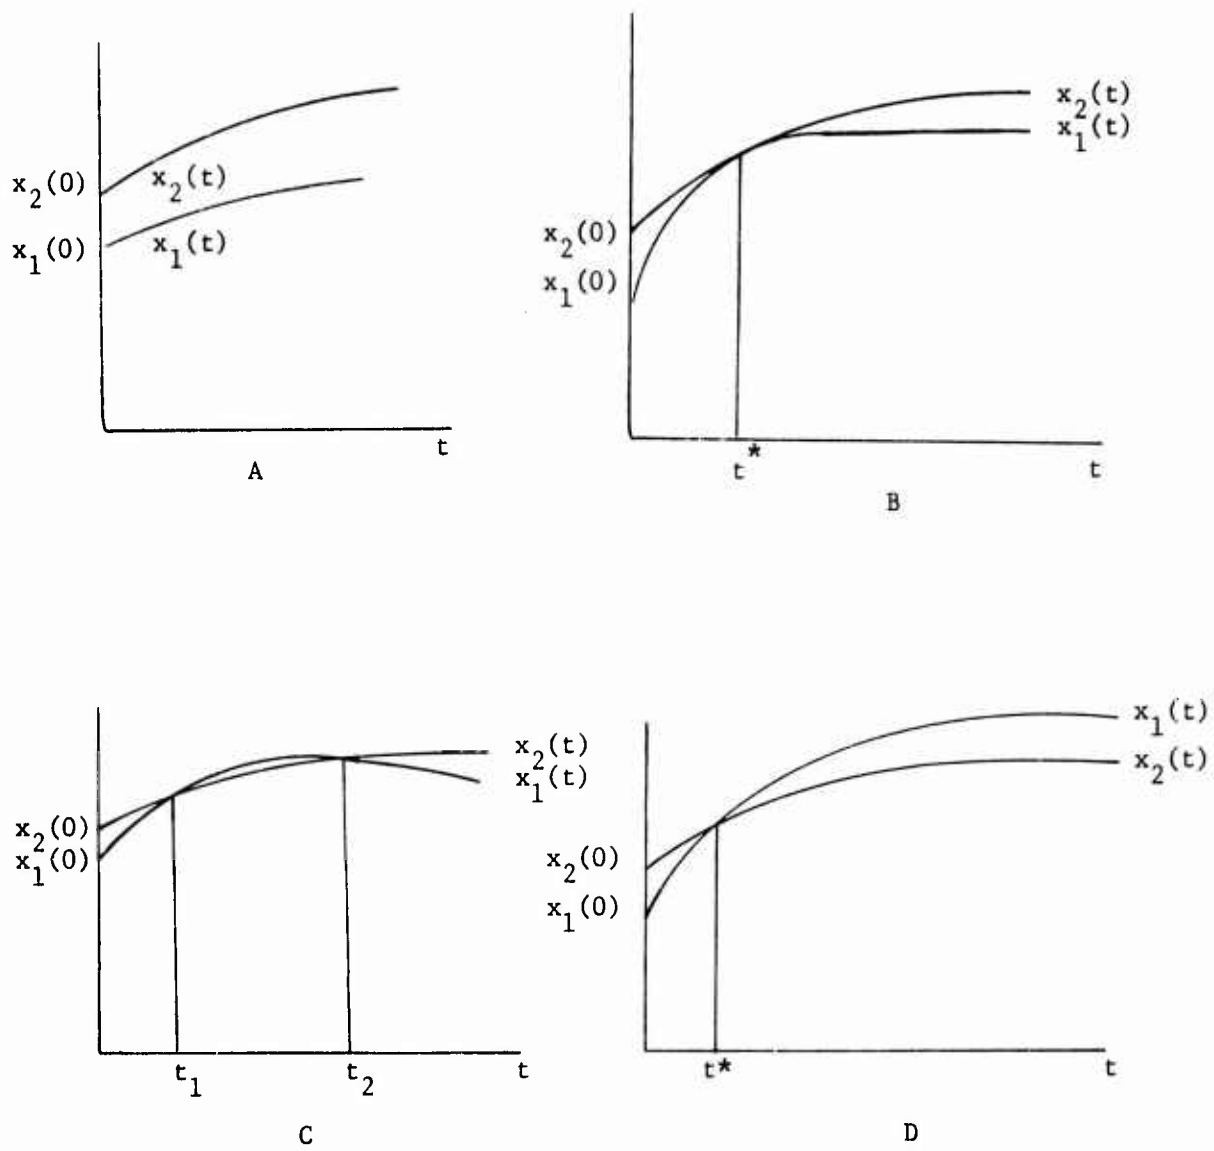 x2(0)
x2(t)
x1(0)
x1(t)
t
A
x2(t)
x1(t)
x2(0)
x1(0)
t*
t
B
x2(t)
x1(t)
x2(0)
x1(0)
t1
t2
t
C
x1(t)
x2(t)
x2(0)
x1(0)
t*
t
D